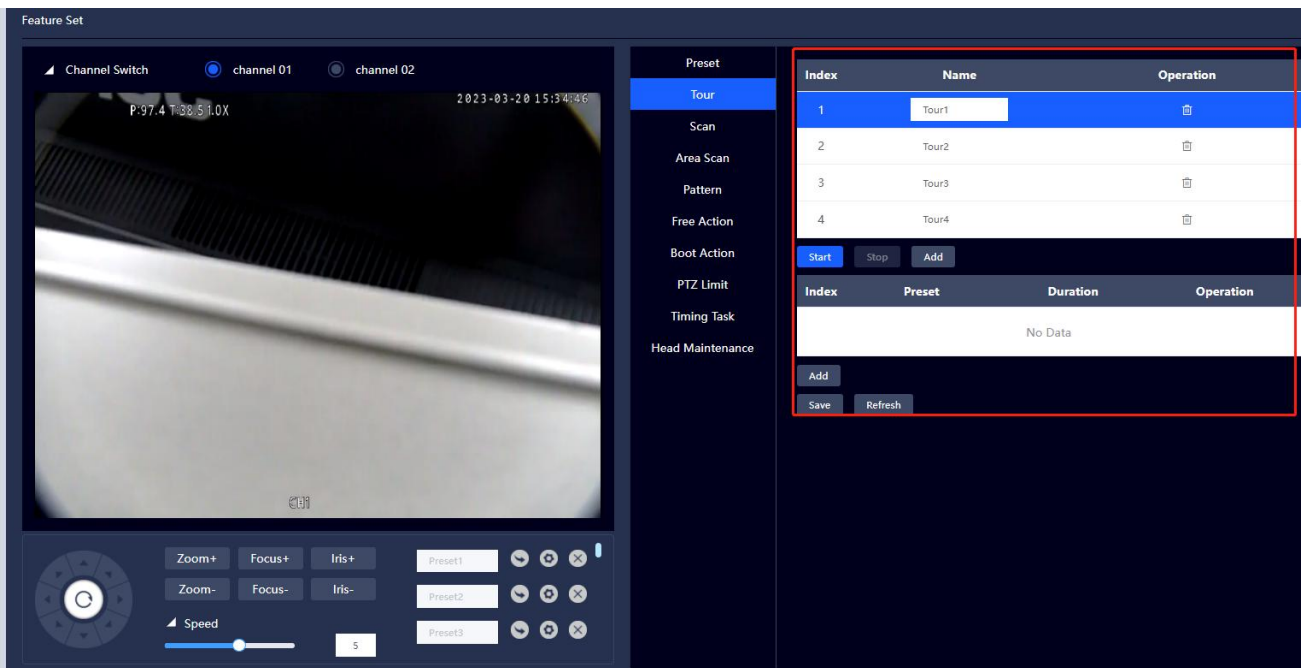 Feature Set
Channel Switch channel 01 channel 02
P:97.4 T:38.5 1.0X 2023-03-20 15:34:46
CH1
Zoom+ Focus+ Iris+
Zoom- Focus- Iris-
Speed
5
Preset1
Preset2
Preset3
Preset
Tour
Scan
Area Scan
Pattern
Free Action
Boot Action
PTZ Limit
Timing Task
Head Maintenance
Index Name Operation
1 Tour1
2 Tour2
3 Tour3
4 Tour4
Start Stop Add
Index Preset Duration Operation
No Data
Add
Save Refresh